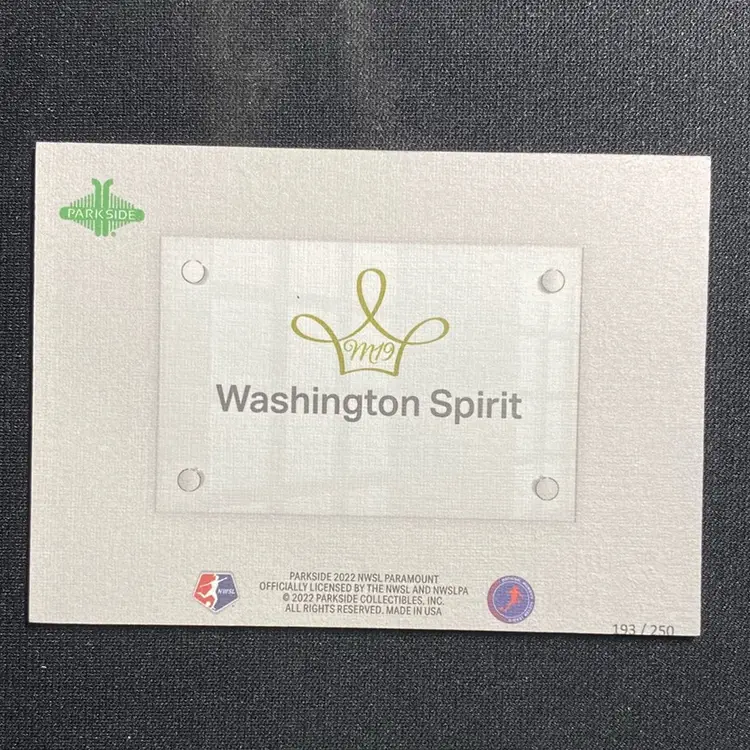 PARKSIDE
M19
Washington Spirit
NWSL
PARKSIDE 2022 NWSL PARAMOUNT
OFFICIALLY LICENSED BY THE NWSL AND NWSLPA
© 2022 PARKSIDE COLLECTIBLES, INC.
ALL RIGHTS RESERVED. MADE IN USA
193 / 250